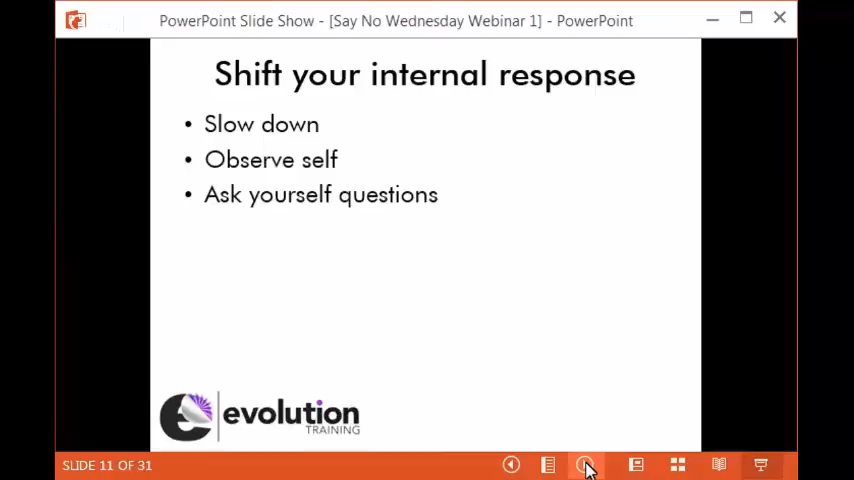 PowerPoint Slide Show - [Say No Wednesday Webinar 1] - PowerPoint
Shift your internal response
• Slow down
• Observe self
• Ask yourself questions
evolution
TRAINING
SLIDE 11 OF 31